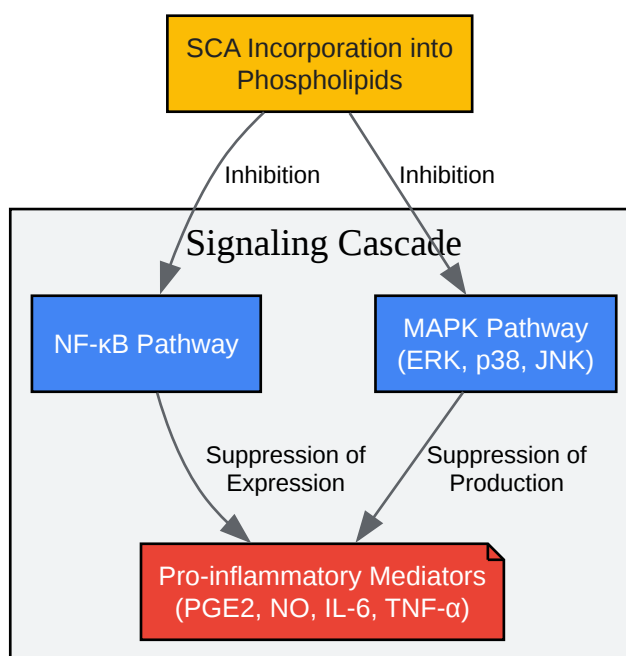 SCA Incorporation into
Phospholipids
Inhibition
Inhibition
Signaling Cascade
NF-κB Pathway
MAPK Pathway
(ERK, p38, JNK)
Suppression of
Expression
Suppression of
Production
Pro-inflammatory Mediators
(PGE2, NO, IL-6, TNF-α)